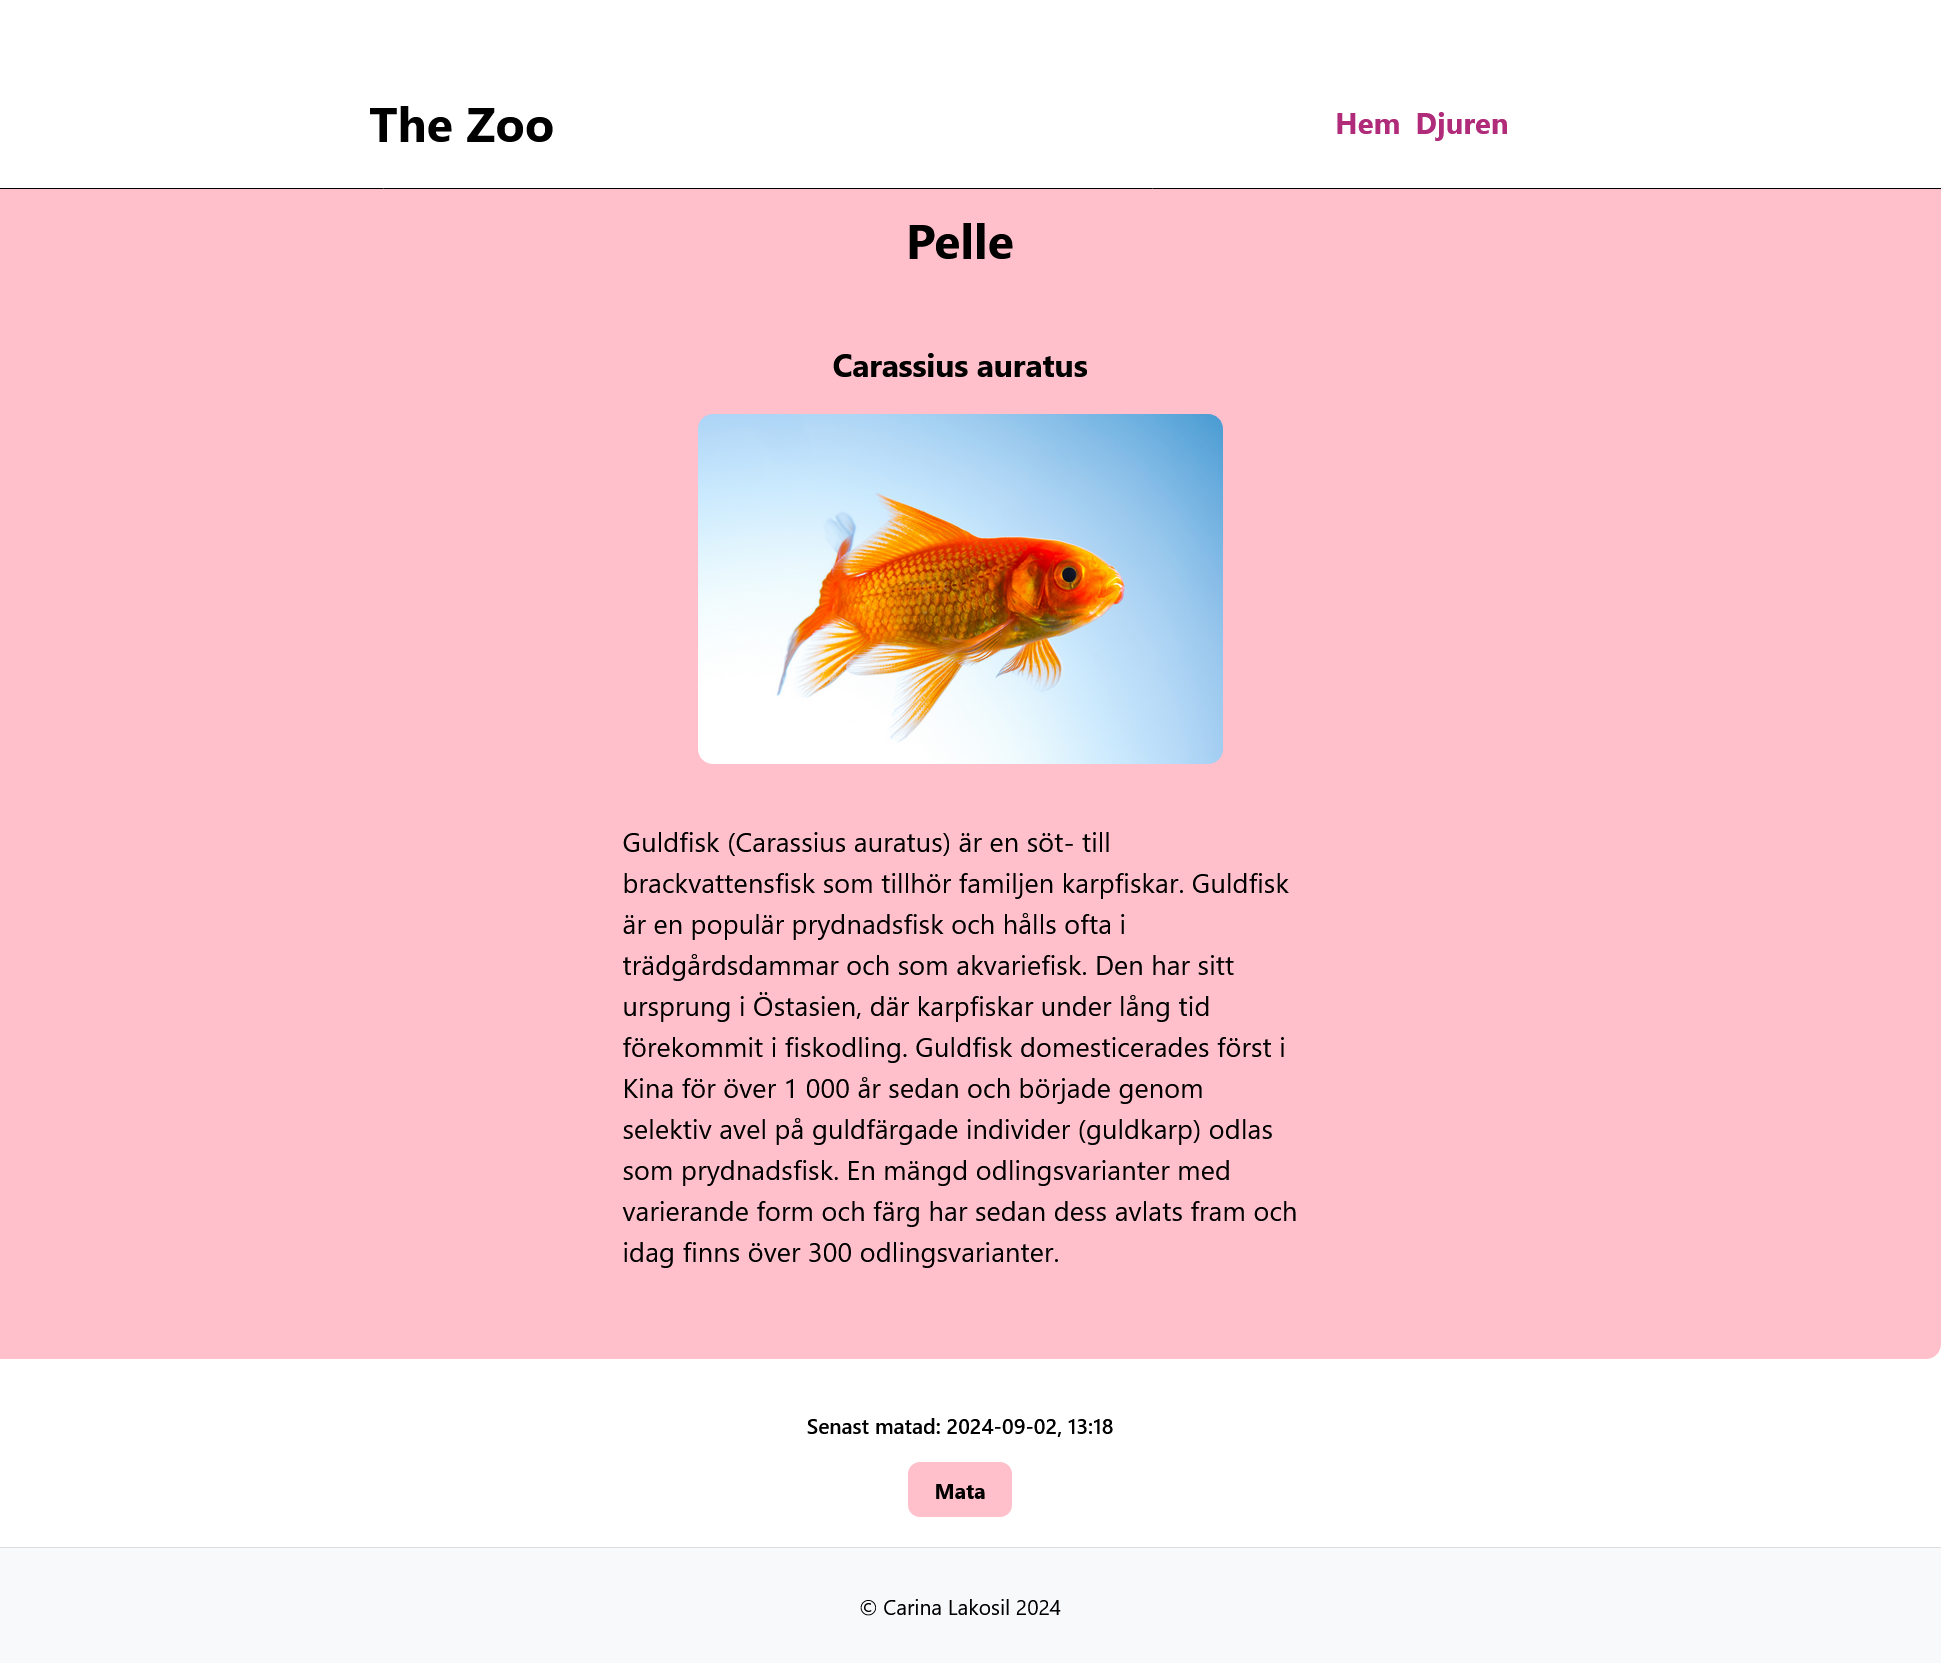 The Zoo
Hem Djuren
Pelle
Carassius auratus
Guldfisk (Carassius auratus) är en söt- till
brackvattensfisk som tillhör familjen karpfiskar. Guldfisk
är en populär prydnadsfisk och hålls ofta i
trädgårdsdammar och som akvariefisk. Den har sitt
ursprung i Östasien, där karpfiskar under lång tid
förekommit i fiskodling. Guldfisk domesticerades först i
Kina för över 1 000 år sedan och började genom
selektiv avel på guldfärgade individer (guldkarp) odlas
som prydnadsfisk. En mängd odlingsvarianter med
varierande form och färg har sedan dess avlats fram och
idag finns över 300 odlingsvarianter.
Senast matad: 2024-09-02, 13:18
Mata
© Carina Lakosil 2024